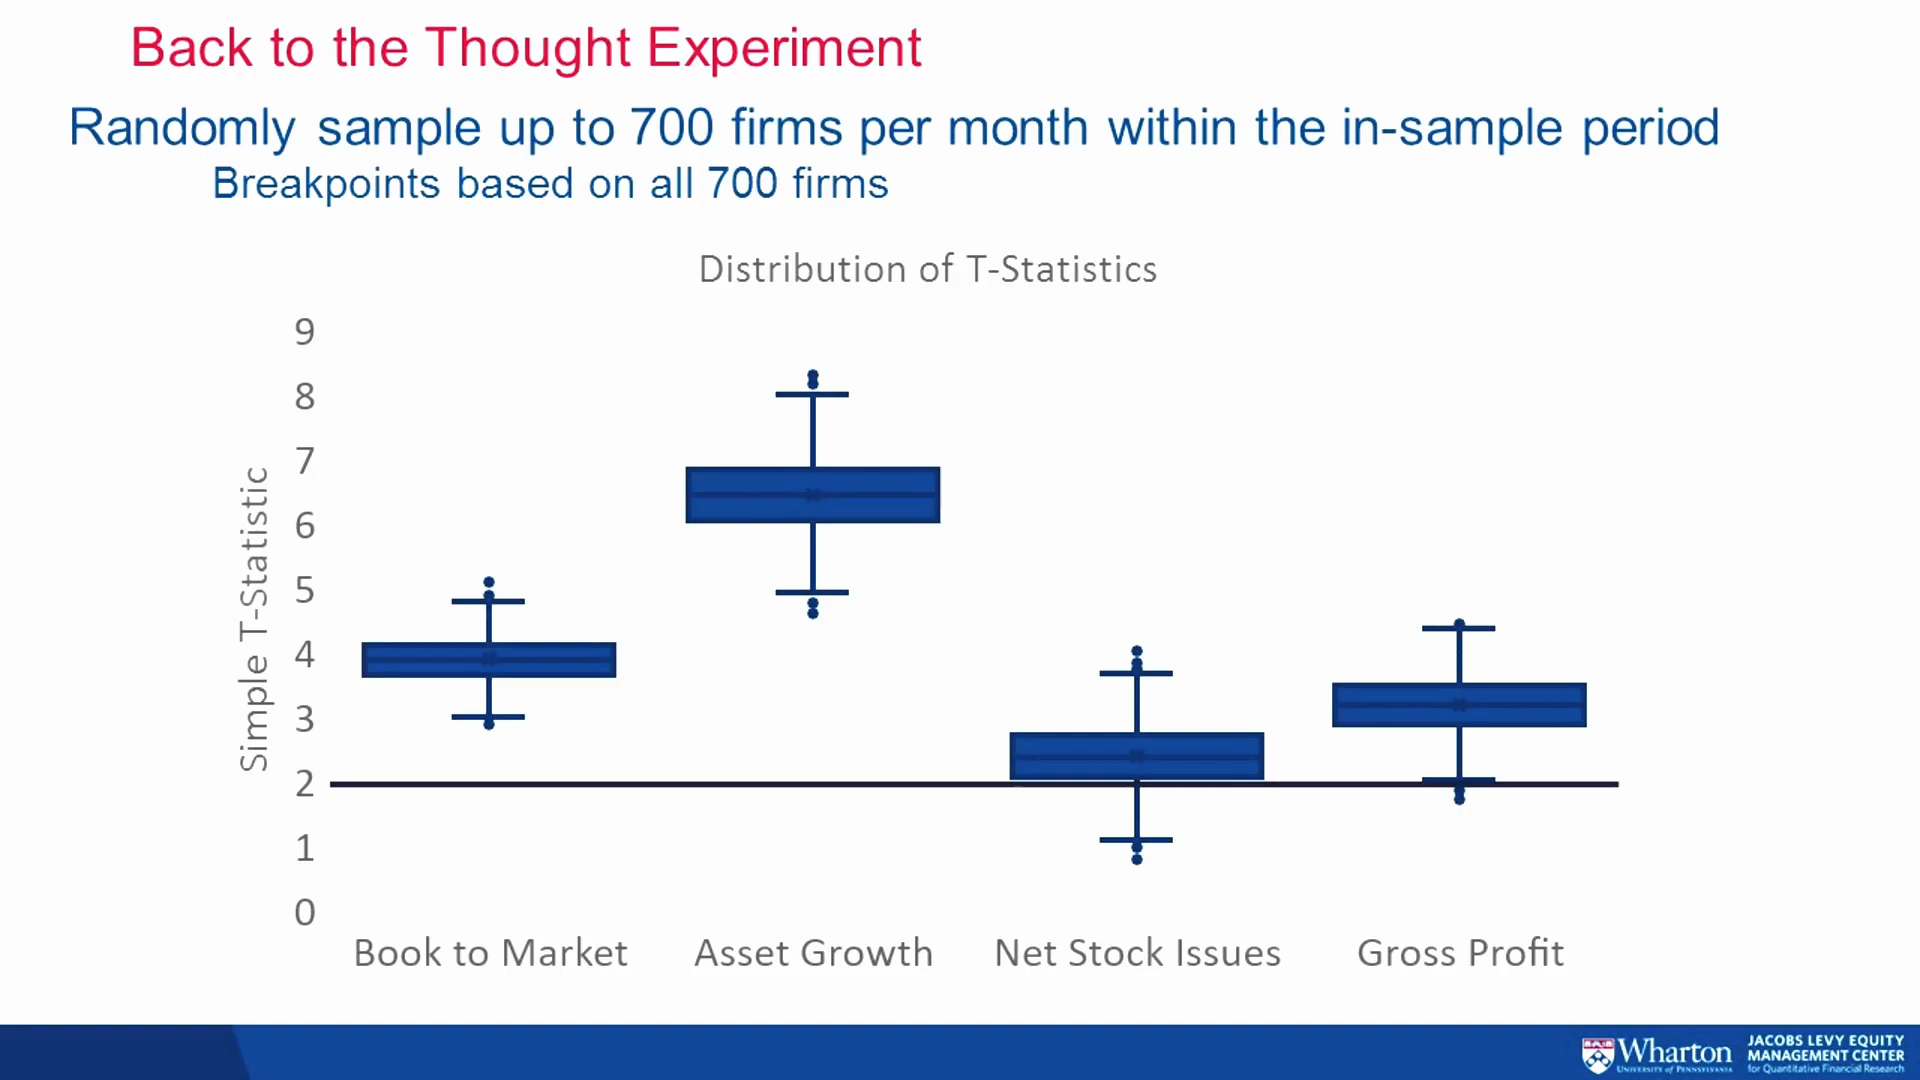 Back to the Thought Experiment
Randomly sample up to 700 firms per month within the in-sample period
Breakpoints based on all 700 firms
Distribution of T-Statistics
Simple T-Statistic
9
8
7
6
5
4
3
2
1
0
Book to Market
Asset Growth
Net Stock Issues
Gross Profit
Wharton
UNIVERSITY of PENNSYLVANIA
JACOBS LEVY EQUITY
MANAGEMENT CENTER
for Quantitative Financial Research